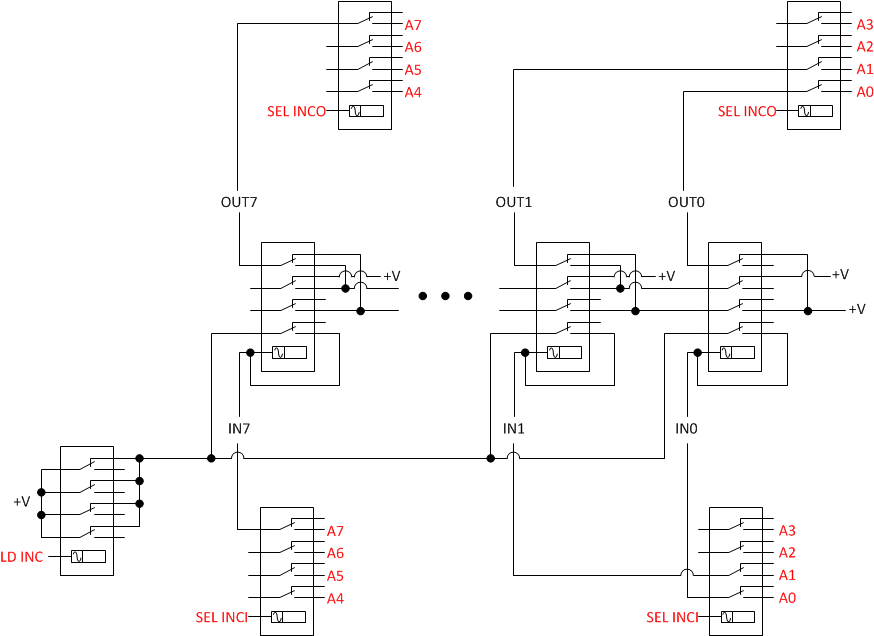 A7
A6
A5
A4
SEL INCO
A3
A2
A1
A0
SEL INCO
OUT7
OUT1
OUT0
+V
+V
+V
+V
IN7
IN1
IN0
+V
LD INC
A7
A6
A5
A4
SEL INCI
A3
A2
A1
A0
SEL INCI